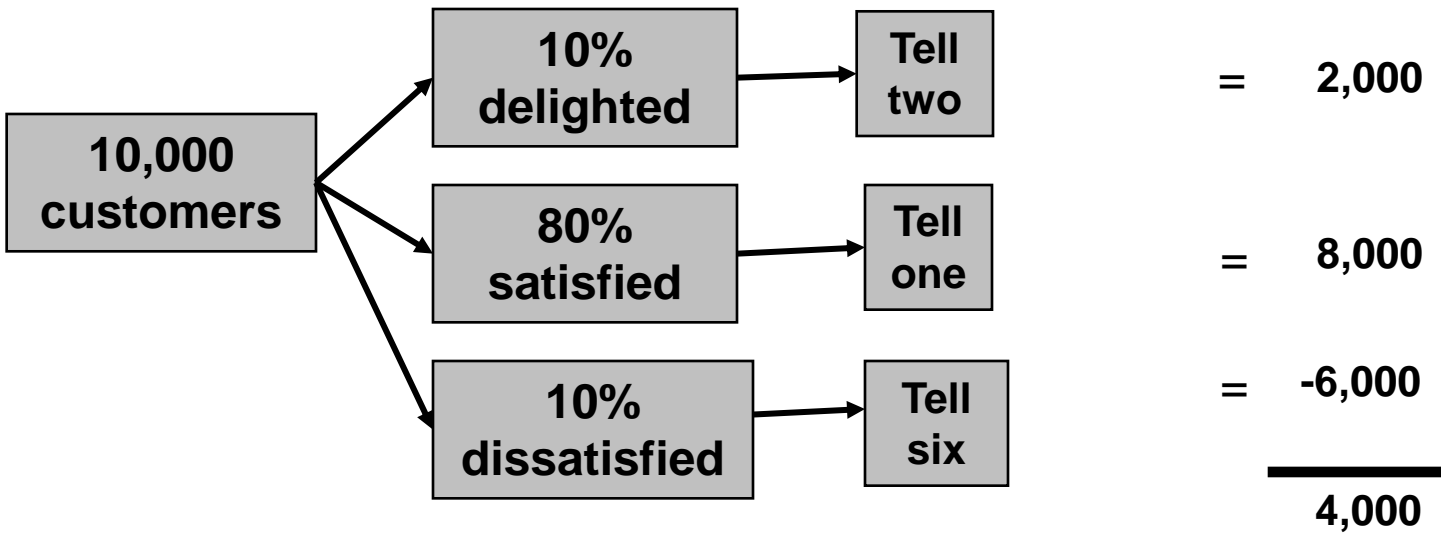 10,000
customers
10%
delighted
Tell
two
= 2,000
80%
satisfied
Tell
one
= 8,000
10%
dissatisfied
Tell
six
= -6,000
4,000